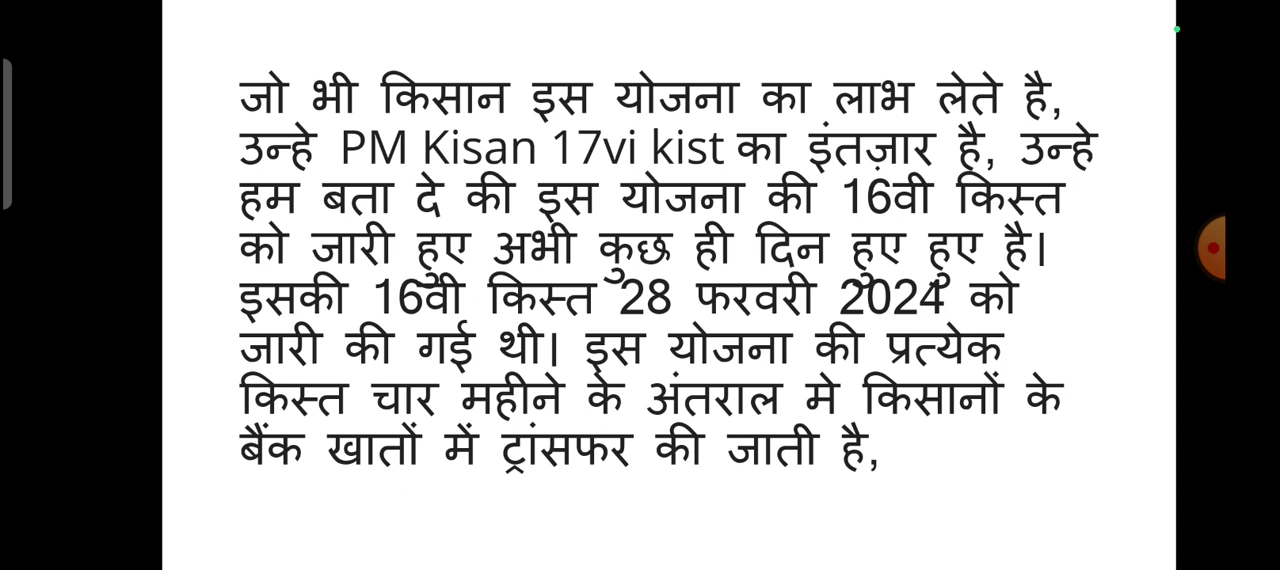 जो भी किसान इस योजना का लाभ लेते है,
उन्हे PM Kisan 17vi kist का इंतज़ार है, उन्हे
हम बता दे की इस योजना की 16वी किस्त
को जारी हुए अभी कुछ ही दिन हुए हुए है।
इसकी 16वी किस्त 28 फरवरी 2024 को
जारी की गई थी। इस योजना की प्रत्येक
किस्त चार महीने के अंतराल मे किसानों के
बैंक खातों में ट्रांसफर की जाती है,